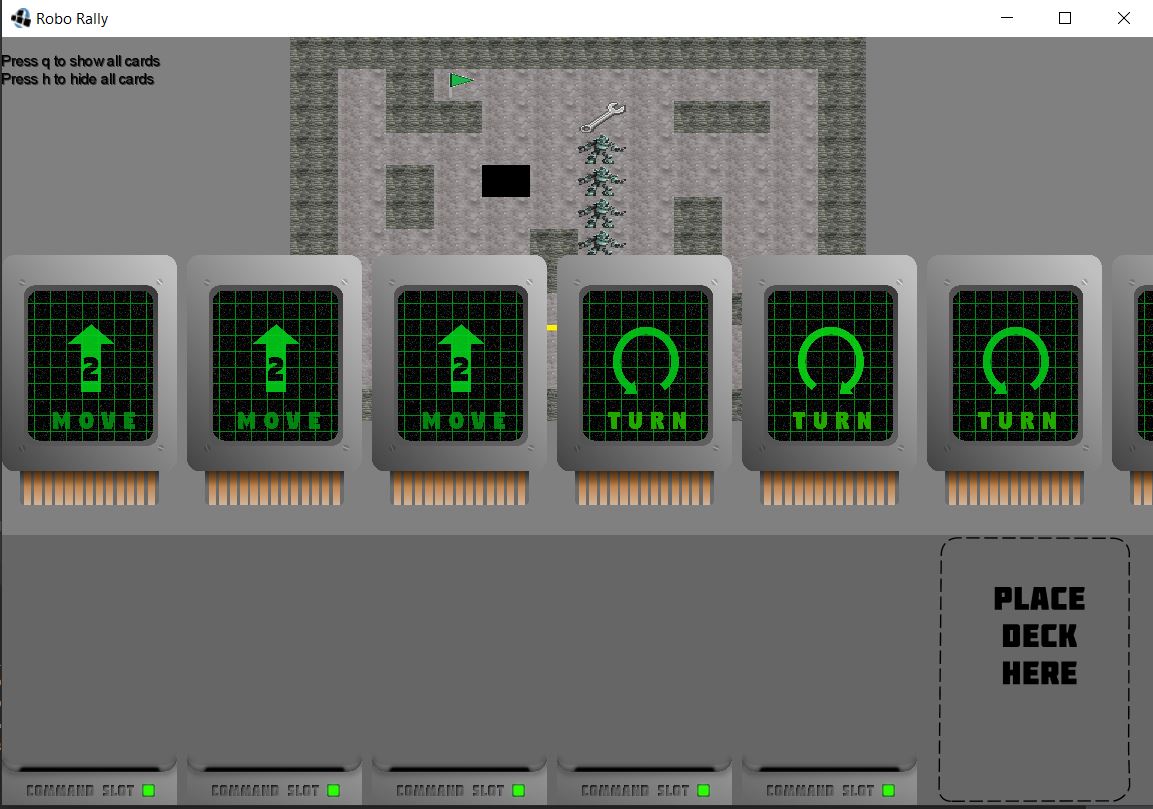 Robo Rally
Press q to show all cards
Press h to hide all cards
2
MOVE
2
MOVE
2
MOVE
TURN
TURN
TURN
PLACE
DECK
HERE
COMMAND SLOT
COMMAND SLOT
COMMAND SLOT
COMMAND SLOT
COMMAND SLOT